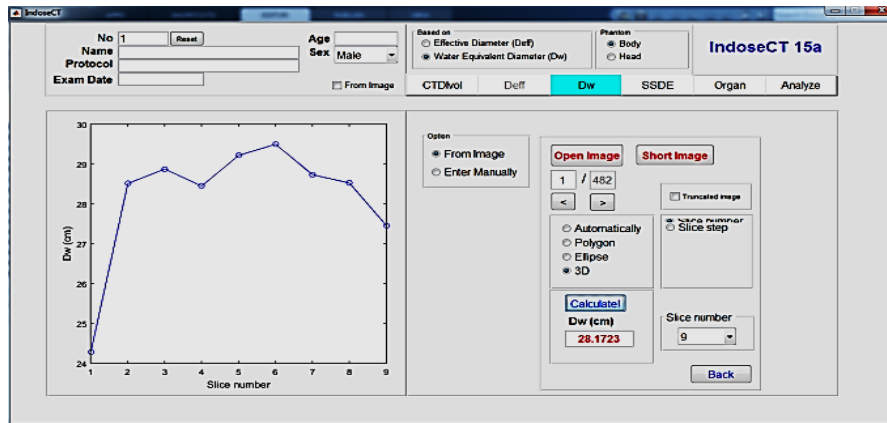 IndoseCT
No 1 Reset
Name
Protocol
Exam Date
Age
Sex Male
From Image
Based on
Effective Diameter (Deff)
Water Equivalent Diameter (Dw)
Phantom
Body
Head
IndoseCT 15a
CTDIvol Deff Dw SSDE Organ Analyze
30
29
28
27
26
25
24
Dw (cm)
1 2 3 4 5 6 7 8 9
Slice number
Option
From Image
Enter Manually
Open Image Short Image
1 / 482
< >
Truncated image
Automatically
Polygon
Ellipse
3D
Slice number
Slice step
Calculate!
Dw (cm)
28.1723
Slice number
9
Back